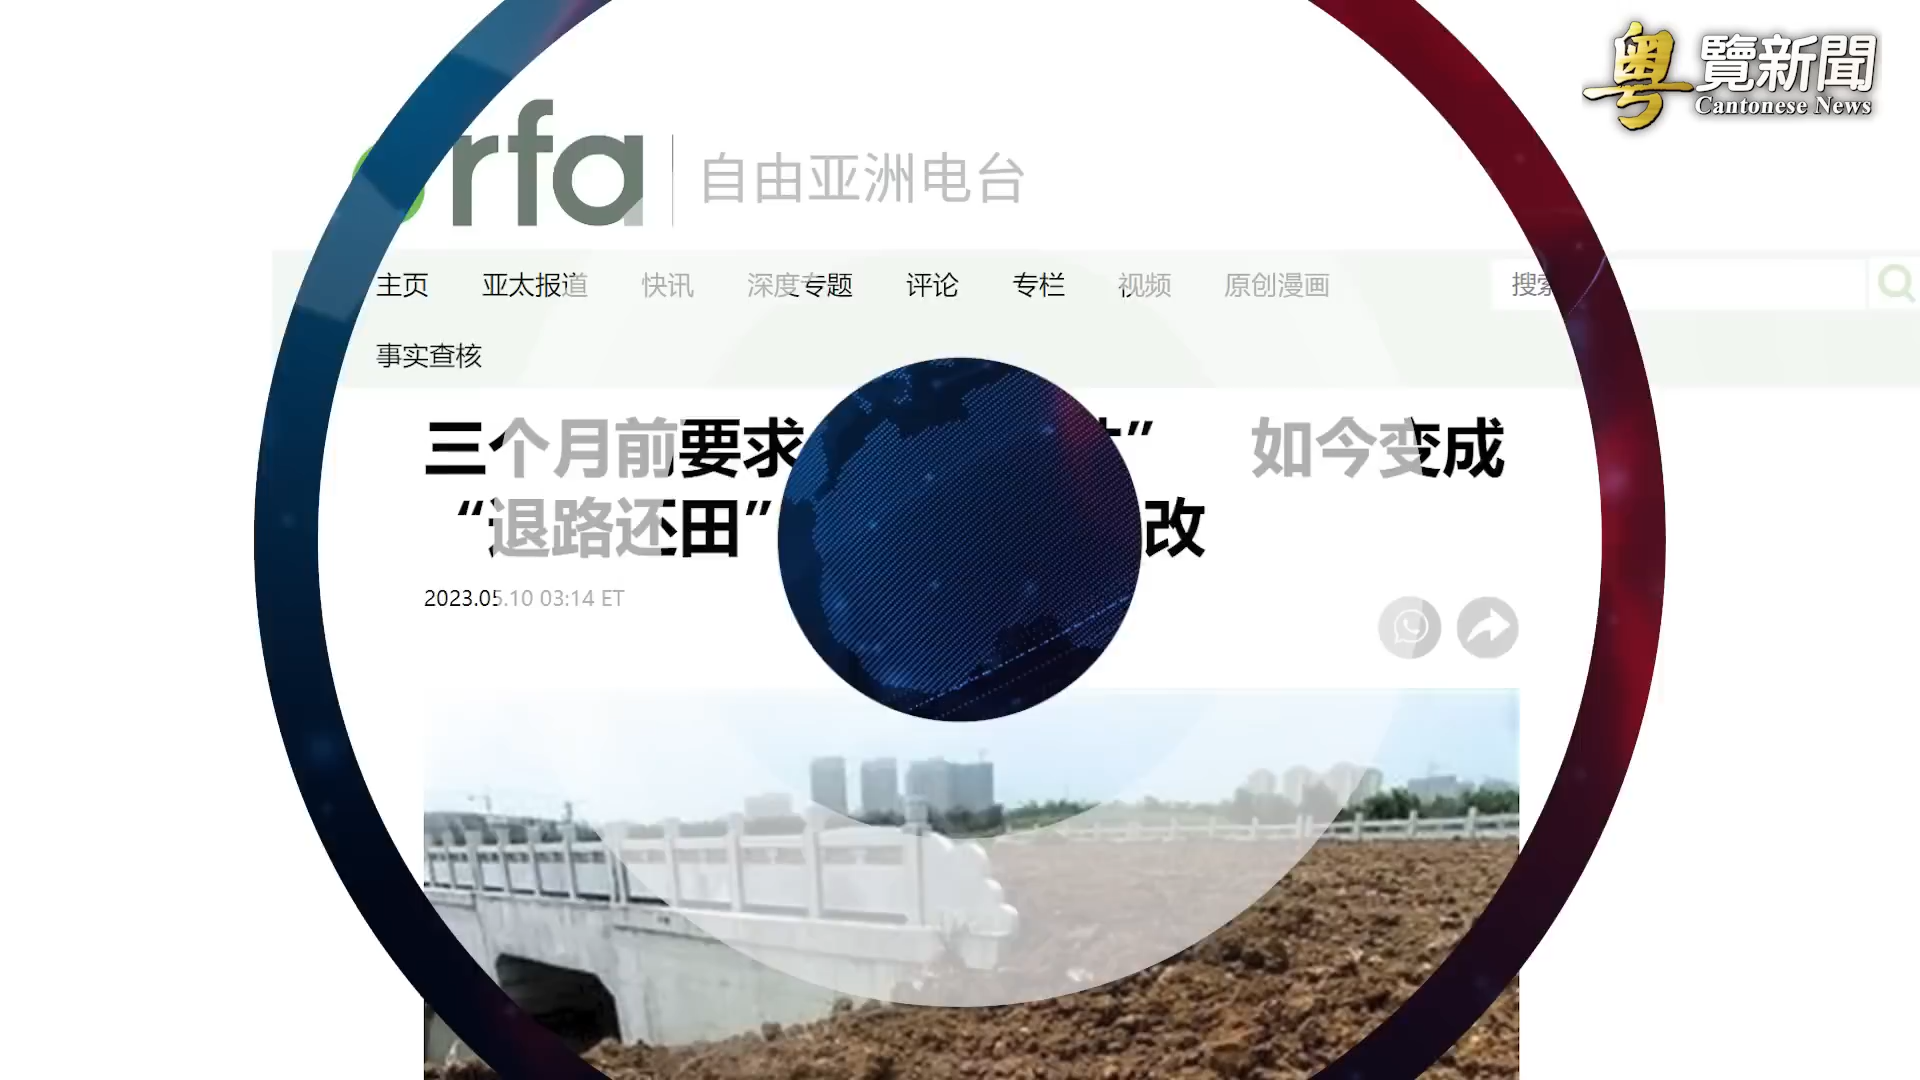 粤覽新聞
Cantonese News
rfa 自由亚洲电台
主页 亚太报道 快讯 深度专题 评论 专栏 视频 原创漫画 搜索
事实查核
三个月前要求 ” 如今变成
“退路还田” 改
2023.05.10 03:14 ET